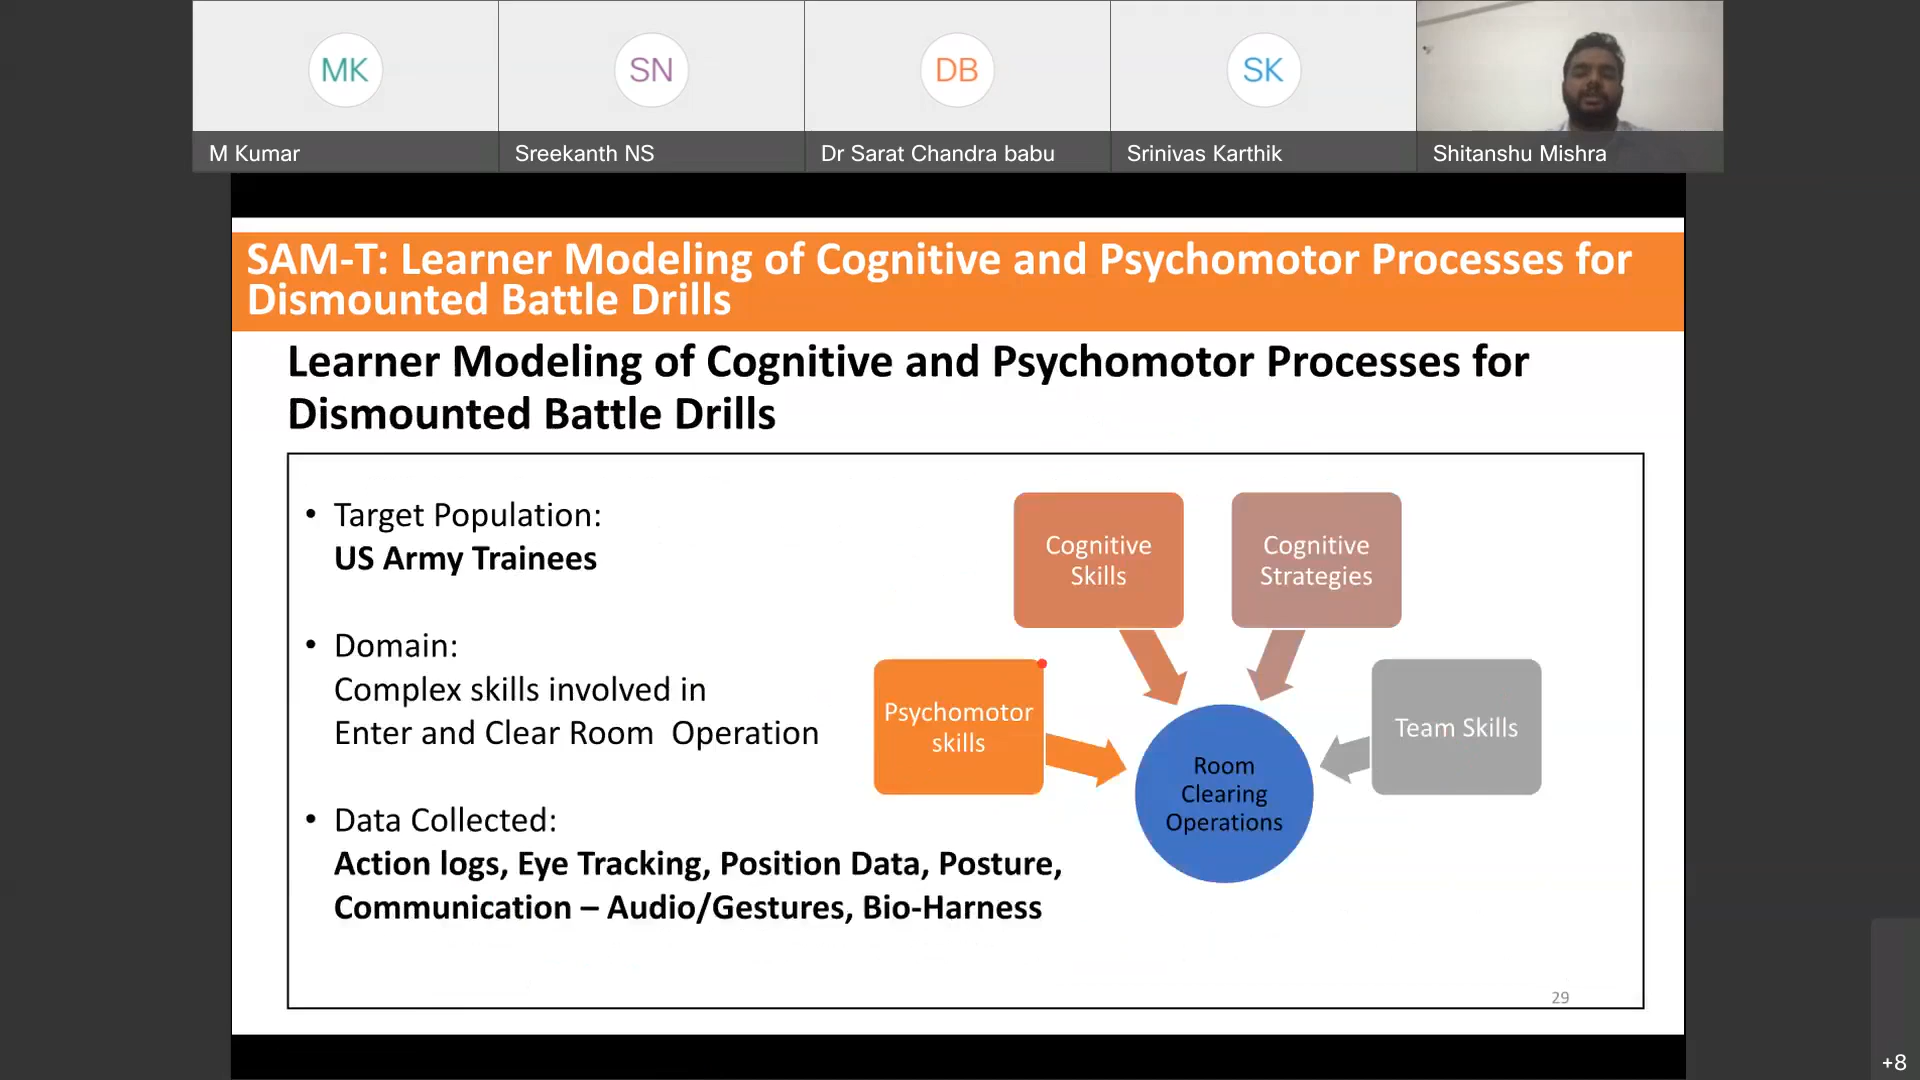 MK
SN
DB
SK
M Kumar
Sreekanth NS
Dr Sarat Chandra babu
Srinivas Karthik
Shitanshu Mishra
SAM-T: Learner Modeling of Cognitive and Psychomotor Processes for
Dismounted Battle Drills
Learner Modeling of Cognitive and Psychomotor Processes for
Dismounted Battle Drills
• Target Population:
US Army Trainees
• Domain:
Complex skills involved in
Enter and Clear Room Operation
• Data Collected:
Action logs, Eye Tracking, Position Data, Posture,
Communication – Audio/Gestures, Bio-Harness
Cognitive
Skills
Cognitive
Strategies
Psychomotor
skills
Team Skills
Room
Clearing
Operations
29
+8